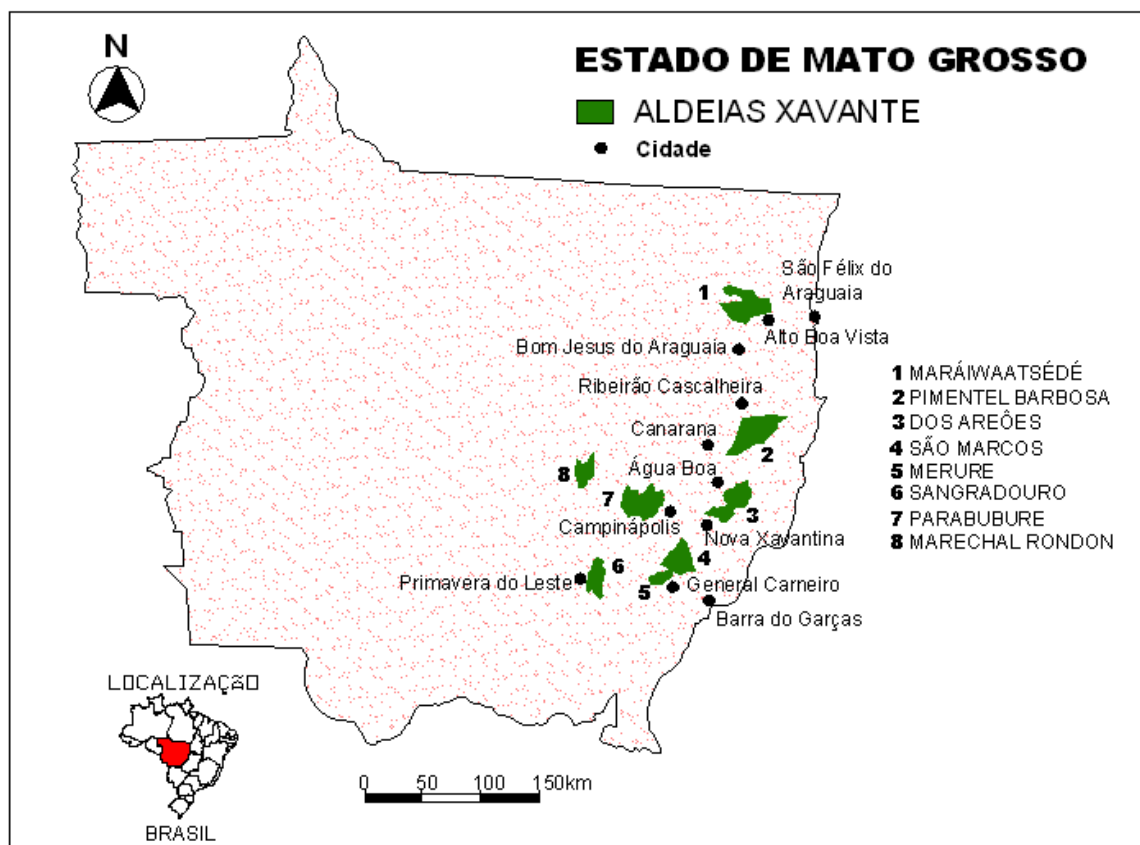 N
ESTADO DE MATO GROSSO
ALDEIAS XAVANTE
Cidade
São Félix do
Araguaia
1
Alto Boa Vista
Bom Jesus do Araguaia
Ribeirão Cascalheira
Canarana
2
Água Boa
8
7
3
Campinápolis
Nova Xavantina
4
6
Primavera do Leste
5
General Carneiro
Barra do Garças
1 MARÁIWAATSÉDÉ
2 PIMENTEL BARBOSA
3 DOS AREÔES
4 SÃO MARCOS
5 MERURE
6 SANGRADOURO
7 PARABUBURE
8 MARECHAL RONDON
LOCALIZAÇÃO
BRASIL
0 50 100 150km